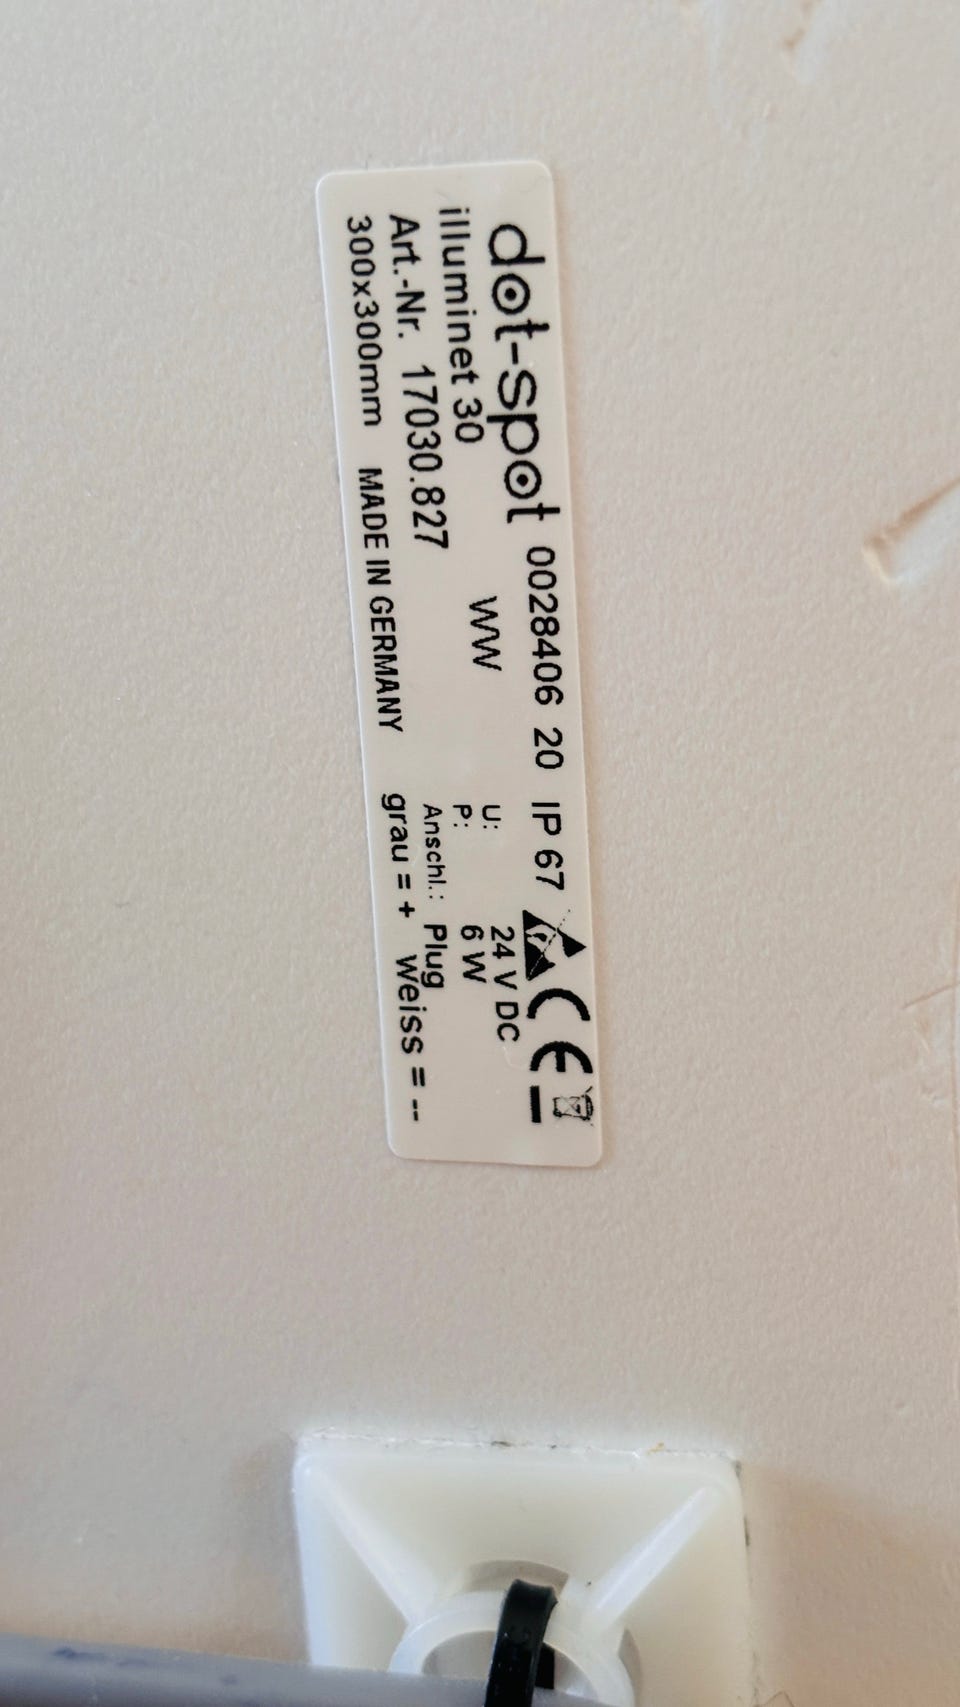 dot-spot 0028406 20 IP 67 CE
illuminet 30 WW U: 24 V DC
P: 6 W
Art.-Nr. 17030.827 Anschl.: Plug
300x300mm MADE IN GERMANY grau = + weiss = --